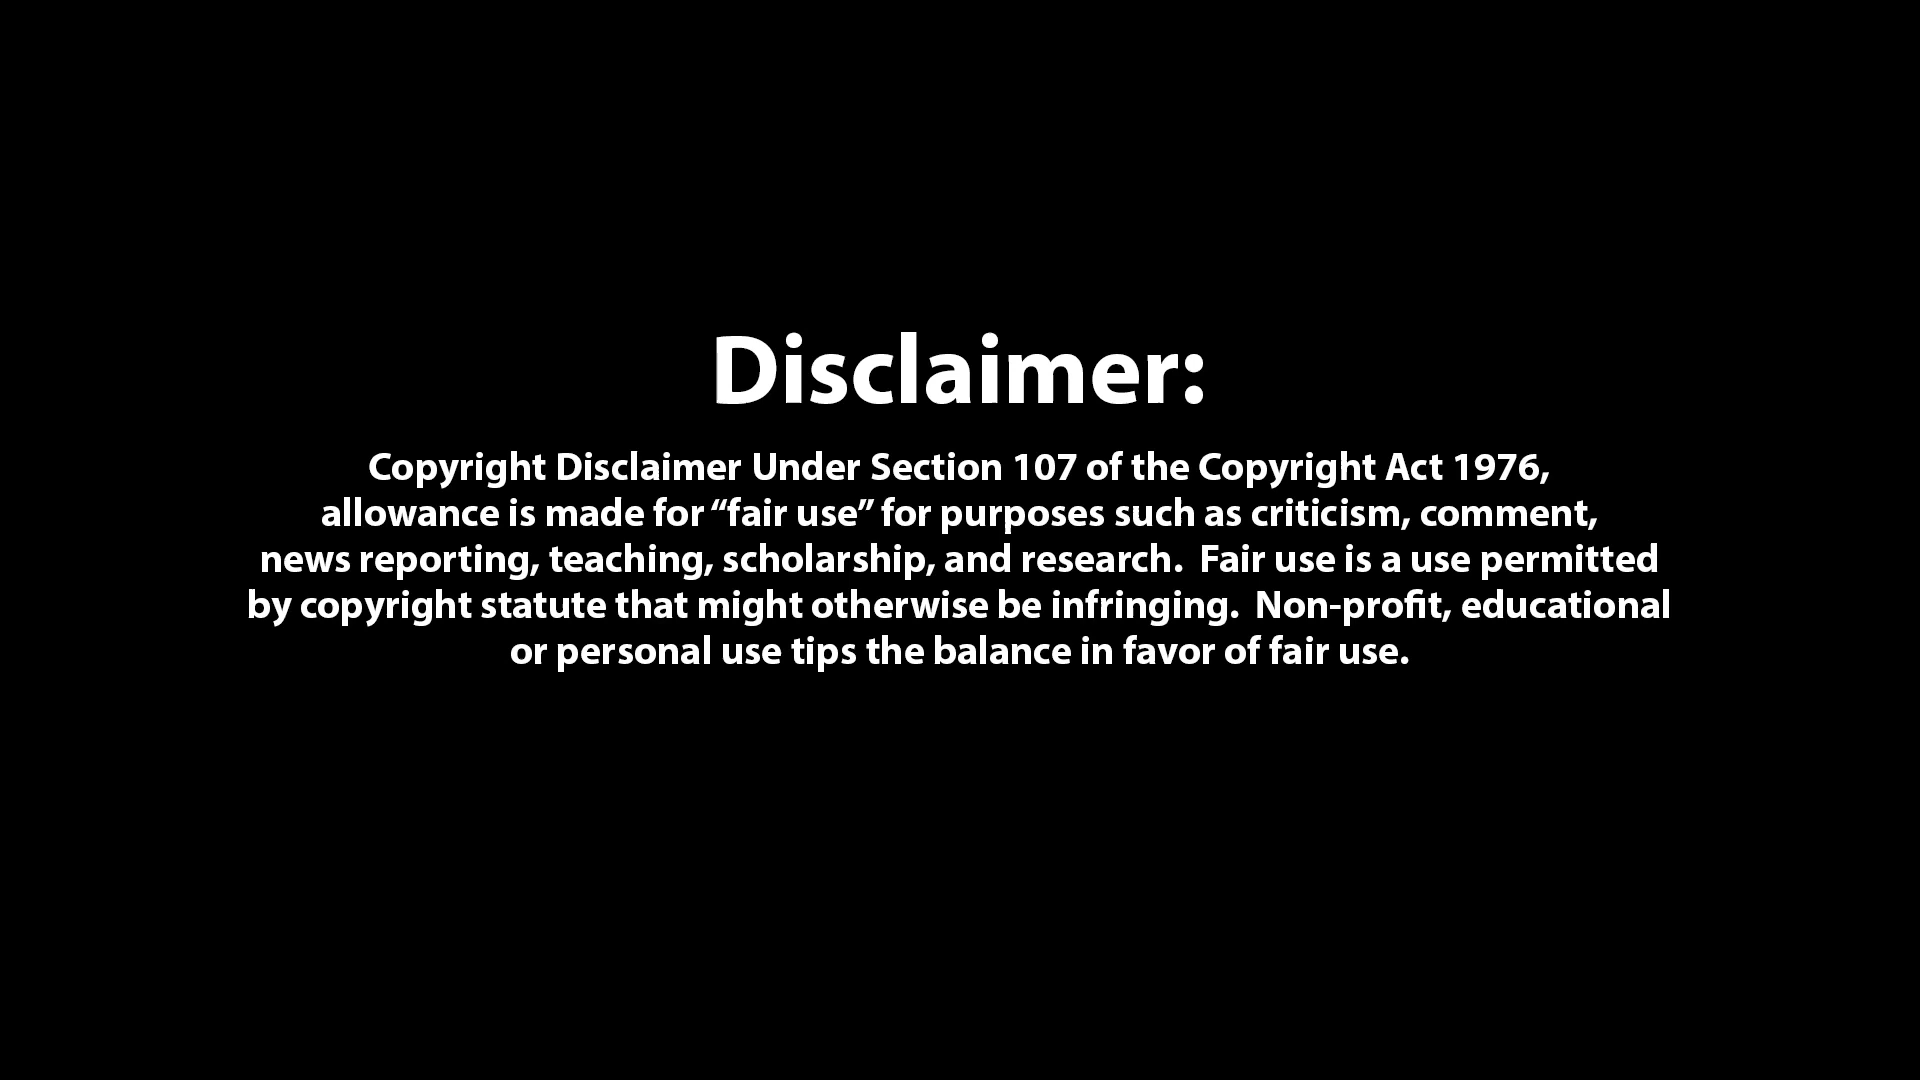 Disclaimer:
Copyright Disclaimer Under Section 107 of the Copyright Act 1976,
allowance is made for “fair use” for purposes such as criticism, comment,
news reporting, teaching, scholarship, and research.  Fair use is a use permitted
by copyright statute that might otherwise be infringing.  Non-profit, educational
or personal use tips the balance in favor of fair use.